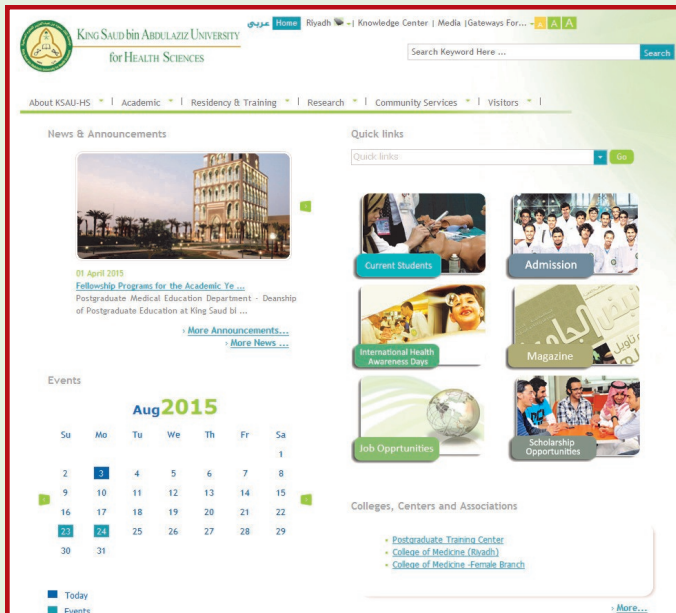 عربي Home Riyadh | Knowledge Center | Media |Gateways For... - A A A
KING SAUD BIN ABDULAZIZ UNIVERSITY
for HEALTH SCIENCES
Search Keyword Here ... Search
About KSAU-HS | Academic | Residency & Training | Research | Community Services | Visitors |
News & Announcements
01 April 2015
Fellowship Programs for the Academic Ye ...
Postgraduate Medical Education Department - Deanship
of Postgraduate Education at King Saud bi ...
› More Announcements...
› More News ...
Events
Aug2015
Su Mo Tu We Th Fr Sa
1
2 3 4 5 6 7 8
9 10 11 12 13 14 15
16 17 18 19 20 21 22
23 24 25 26 27 28 29
30 31
Today
Events
Quick links
Quick links Go
Current Students
Admission
International Health
Awareness Days
Magazine
Job Opprtunities
Scholarship
Opportunities
Colleges, Centers and Associations
Postgraduate Training Center
College of Medicine (Riyadh)
College of Medicine -Female Branch
› More...